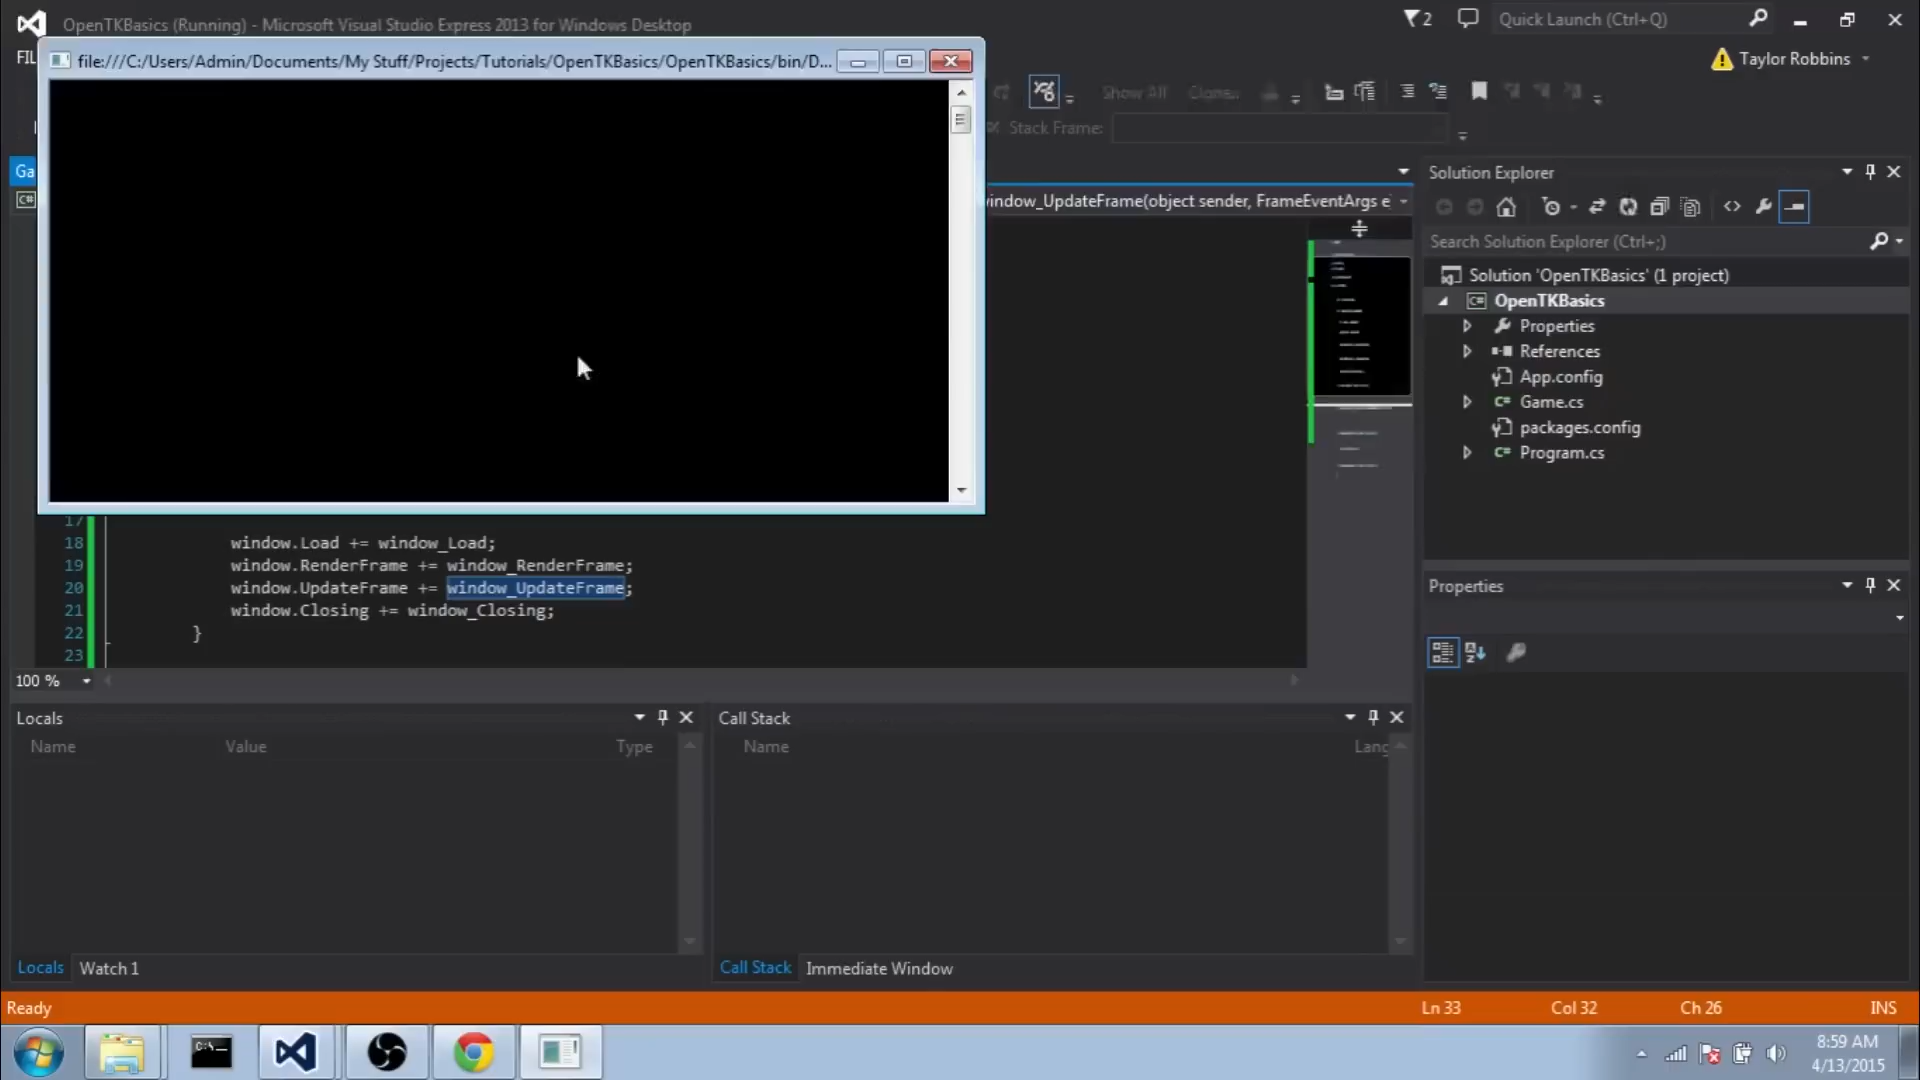 OpenTKBasics (Running) - Microsoft Visual Studio Express 2013 for Windows Desktop
2
Quick Launch (Ctrl+Q)
FIL
file:///C:/Users/Admin/Documents/My Stuff/Projects/Tutorials/OpenTKBasics/OpenTKBasics/bin/D...
Taylor Robbins
Show All
Stack Frame:
Ga
window_UpdateFrame(object sender, FrameEventArgs e
Solution Explorer
Search Solution Explorer (Ctrl+;)
Solution 'OpenTKBasics' (1 project)
OpenTKBasics
Properties
References
App.config
Game.cs
packages.config
Program.cs
17
18 window.Load += window_Load;
19 window.RenderFrame += window_RenderFrame;
20 window.UpdateFrame += window_UpdateFrame;
21 window.Closing += window_Closing;
22 }
23
100 %
Properties
Locals
Name Value Type
Call Stack
Name Lang
Locals Watch 1
Call Stack Immediate Window
Ready
Ln 33 Col 32 Ch 26 INS
8:59 AM
4/13/2015